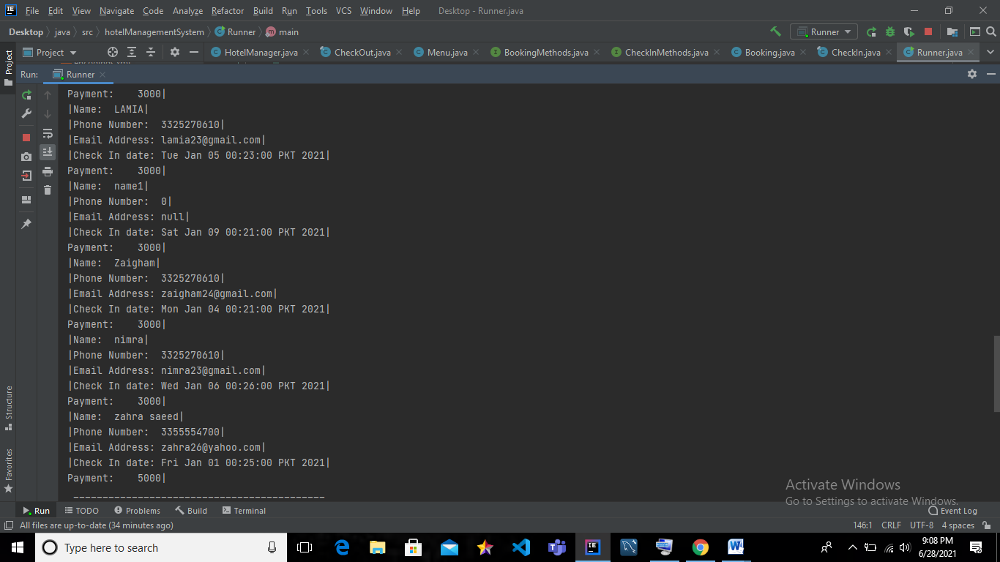 File Edit View Navigate Code Analyze Refactor Build Run Tools VCS Window Help Desktop - Runner.java
Desktop java src hotelManagementSystem Runner main Runner
Project HotelManager.java CheckOut.java Menu.java BookingMethods.java CheckInMethods.java Booking.java CheckIn.java Runner.java
Project
Run: Runner
Payment:    3000|
|Name:  LAMIA|
|Phone Number:  3325270610|
|Email Address: lamia23@gmail.com|
|Check In date: Tue Jan 05 00:23:00 PKT 2021|
Payment:    3000|
|Name:  name1|
|Phone Number:  0|
|Email Address: null|
|Check In date: Sat Jan 09 00:21:00 PKT 2021|
Payment:    3000|
|Name:  Zaigham|
|Phone Number:  3325270610|
|Email Address: zaigham24@gmail.com|
|Check In date: Mon Jan 04 00:21:00 PKT 2021|
Payment:    3000|
|Name:  nimra|
|Phone Number:  3325270610|
|Email Address: nimra23@gmail.com|
|Check In date: Wed Jan 06 00:26:00 PKT 2021|
Payment:    3000|
|Name:  zahra saeed|
|Phone Number:  3355554700|
|Email Address: zahra26@yahoo.com|
|Check In date: Fri Jan 01 00:25:00 PKT 2021|
Payment:    5000|
___________________________________________
Structure
Favorites
Activate Windows
Go to Settings to activate Windows.
Run TODO Problems Build Terminal Event Log
All files are up-to-date (34 minutes ago) 146:1 CRLF UTF-8 4 spaces
Type here to search
9:08 PM
6/28/2021